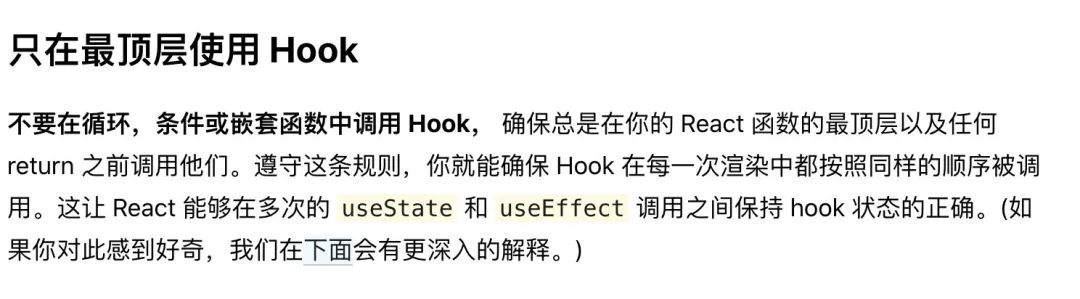 只在最顶层使用 Hook
不要在循环，条件或嵌套函数中调用 Hook， 确保总是在你的 React 函数的最顶层以及任何
return 之前调用他们。遵守这条规则，你就能确保 Hook 在每一次渲染中都按照同样的顺序被调
用。这让 React 能够在多次的 useState 和 useEffect 调用之间保持 hook 状态的正确。(如
果你对此感到好奇，我们在下面会有更深入的解释。)